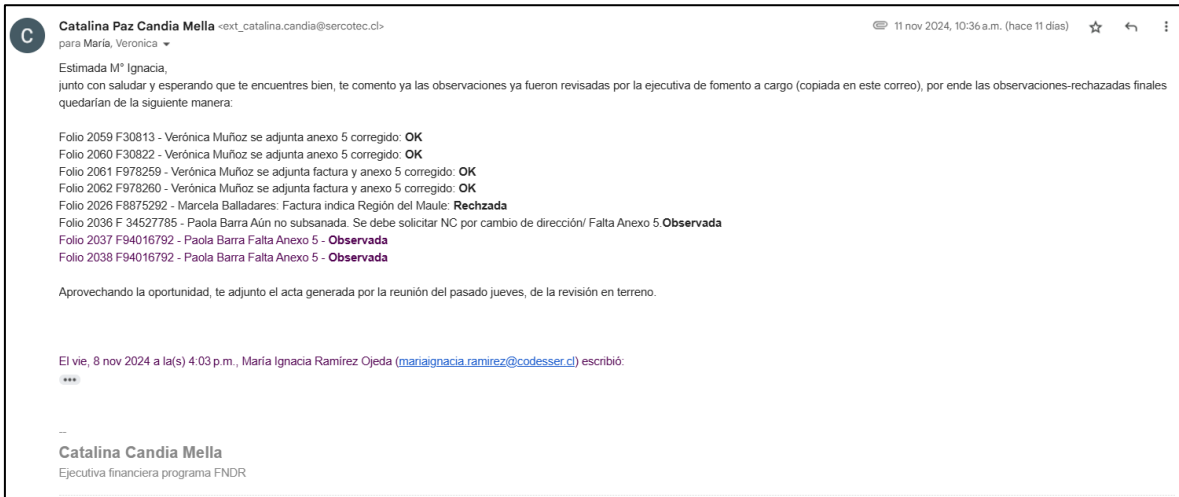 C
Catalina Paz Candia Mella <ext_catalina.candia@sercotec.cl>
11 nov 2024, 10:36 a.m. (hace 11 días)
para María, Veronica
Estimada M° Ignacia,
junto con saludar y esperando que te encuentres bien, te comento ya las observaciones ya fueron revisadas por la ejecutiva de fomento a cargo (copiada en este correo), por ende las observaciones-rechazadas finales
quedarían de la siguiente manera:
Folio 2059 F30813 - Verónica Muñoz se adjunta anexo 5 corregido: OK
Folio 2060 F30822 - Verónica Muñoz se adjunta anexo 5 corregido: OK
Folio 2061 F978259 - Verónica Muñoz se adjunta factura y anexo 5 corregido: OK
Folio 2062 F978260 - Verónica Muñoz se adjunta factura y anexo 5 corregido: OK
Folio 2026 F8875292 - Marcela Balladares: Factura indica Región del Maule: Rechzada
Folio 2036 F 34527785 - Paola Barra Aún no subsanada. Se debe solicitar NC por cambio de dirección/ Falta Anexo 5.Observada
Folio 2037 F94016792 - Paola Barra Falta Anexo 5 - Observada
Folio 2038 F94016792 - Paola Barra Falta Anexo 5 - Observada
Aprovechando la oportunidad, te adjunto el acta generada por la reunión del pasado jueves, de la revisión en terreno.
El vie, 8 nov 2024 a la(s) 4:03 p.m., María Ignacia Ramírez Ojeda (mariaignacia.ramirez@codesser.cl) escribió:
--
Catalina Candia Mella
Ejecutiva financiera programa FNDR